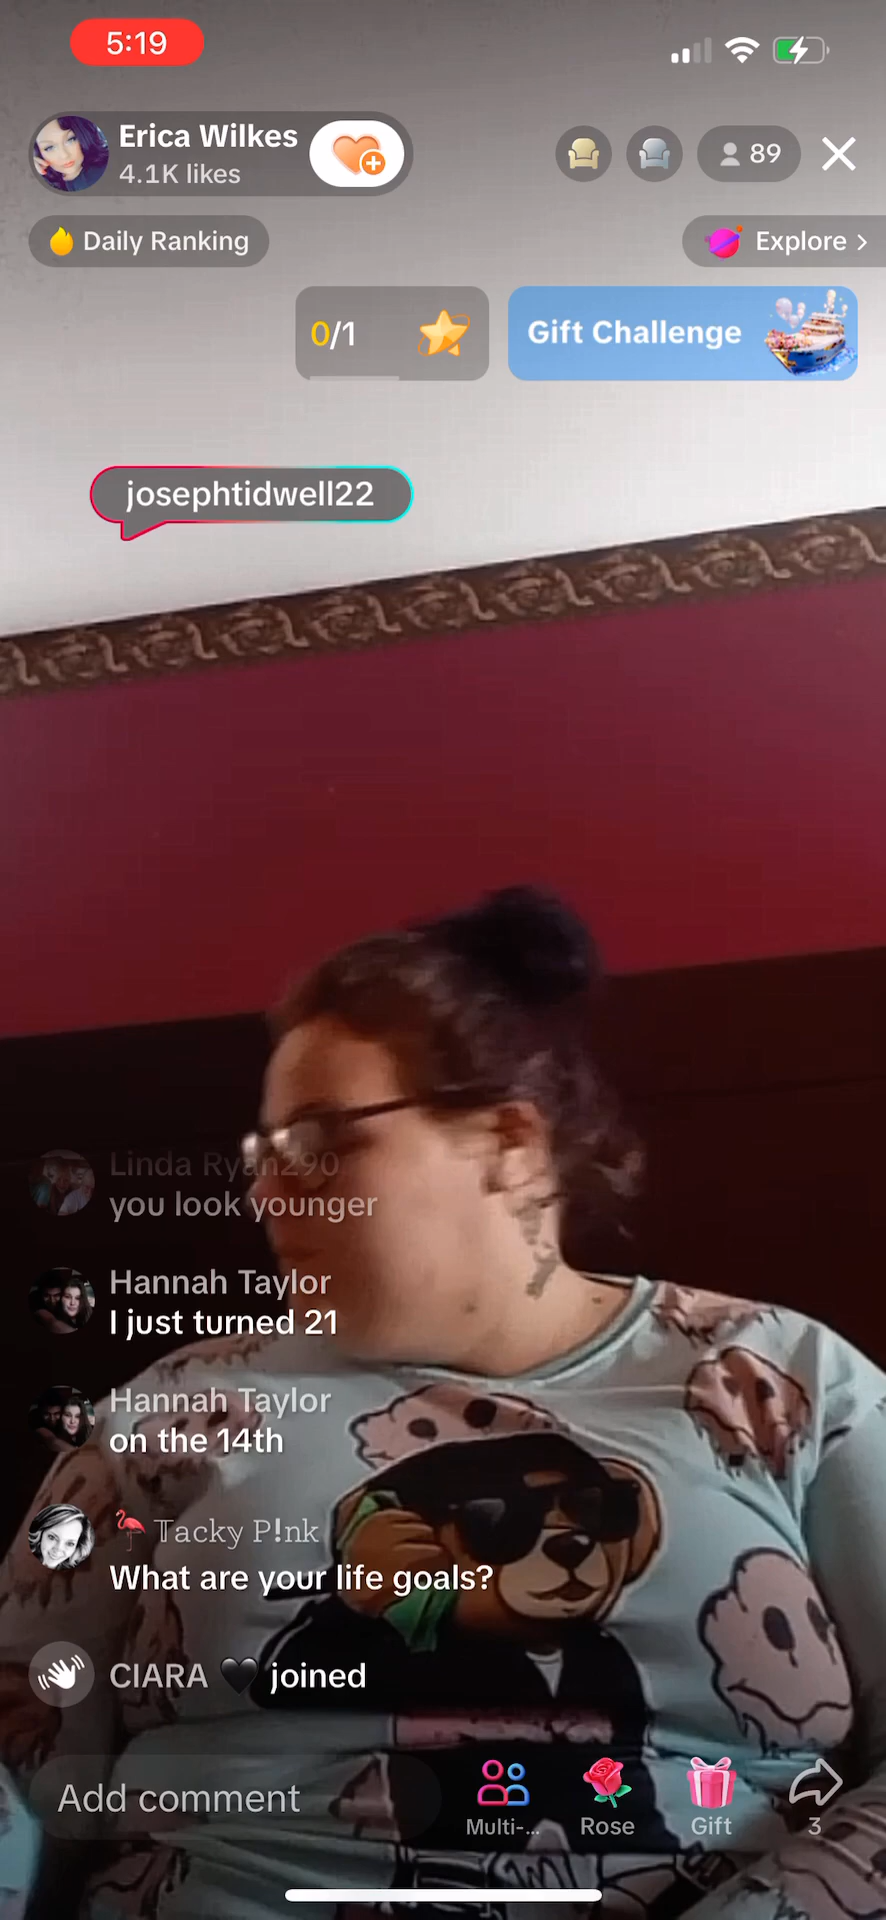 5:19
Erica Wilkes
4.1K likes
89
Daily Ranking
Explore >
0/1
Gift Challenge
josephtidwell22
Linda Ryan290
you look younger
Hannah Taylor
I just turned 21
Hannah Taylor
on the 14th
🦩 𝕋acky P!nk
What are your life goals?
CIARA 🖤 joined
Add comment
Multi-...
Rose
Gift
3